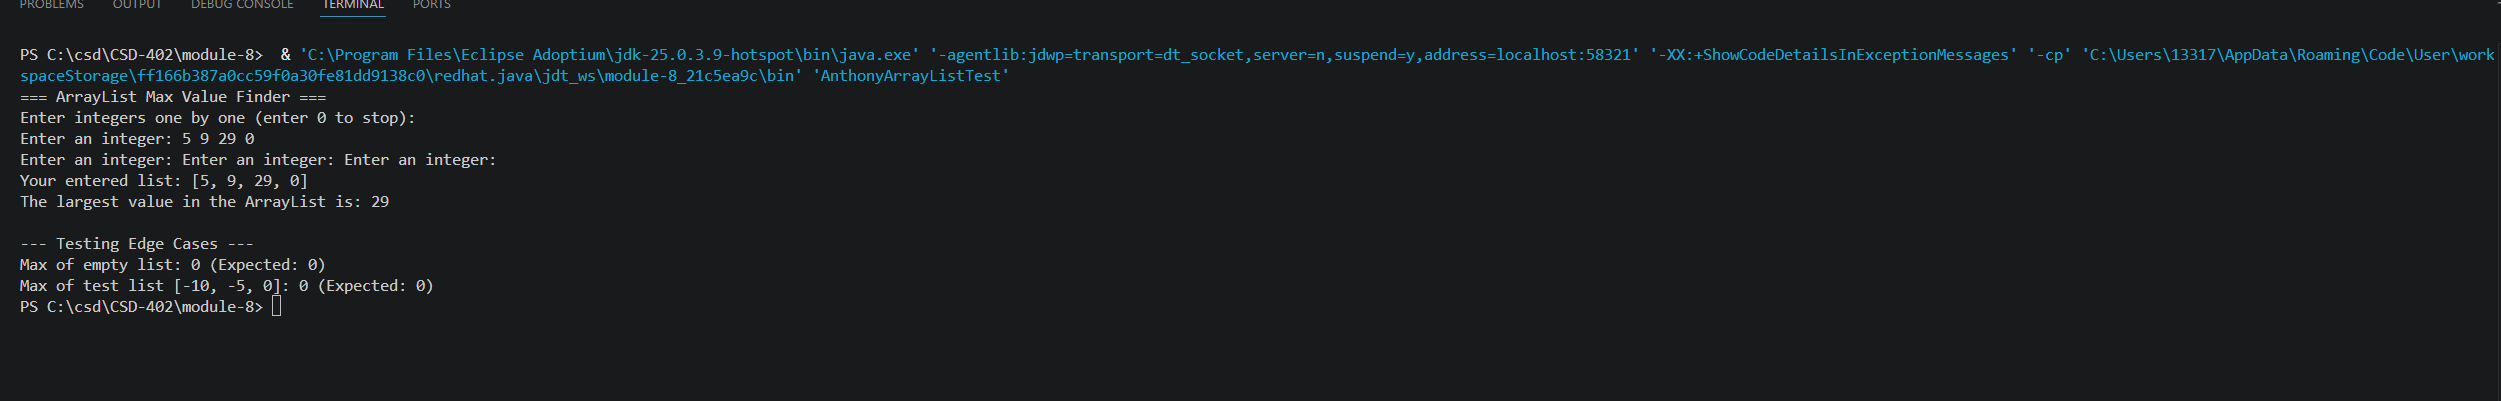 PROBLEMS OUTPUT DEBUG CONSOLE TERMINAL PORTS
PS C:\csd\CSD-402\module-8>  & 'C:\Program Files\Eclipse Adoptium\jdk-25.0.3.9-hotspot\bin\java.exe' '-agentlib:jdwp=transport=dt_socket,server=n,suspend=y,address=localhost:58321' '-XX:+ShowCodeDetailsInExceptionMessages' '-cp' 'C:\Users\13317\AppData\Roaming\Code\User\work
spaceStorage\ff166b387a0cc59f0a30fe81dd9138c0\redhat.java\jdt_ws\module-8_21c5ea9c\bin' 'AnthonyArrayListTest'
=== ArrayList Max Value Finder ===
Enter integers one by one (enter 0 to stop):
Enter an integer: 5 9 29 0
Enter an integer: Enter an integer: Enter an integer:
Your entered list: [5, 9, 29, 0]
The largest value in the ArrayList is: 29
--- Testing Edge Cases ---
Max of empty list: 0 (Expected: 0)
Max of test list [-10, -5, 0]: 0 (Expected: 0)
PS C:\csd\CSD-402\module-8>